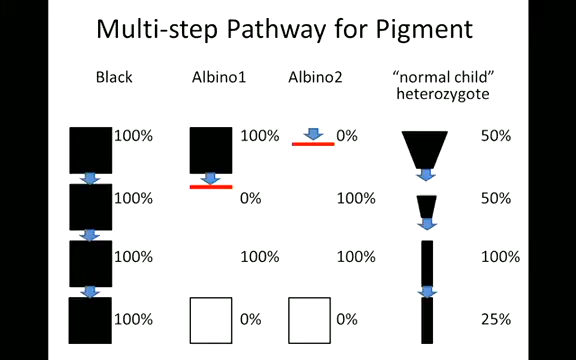 Multi-step Pathway for Pigment
Black Albino1 Albino2 “normal child”
heterozygote
100% 100% 0% 50%
100% 0% 100% 50%
100% 100% 100% 100%
100% 0% 0% 25%